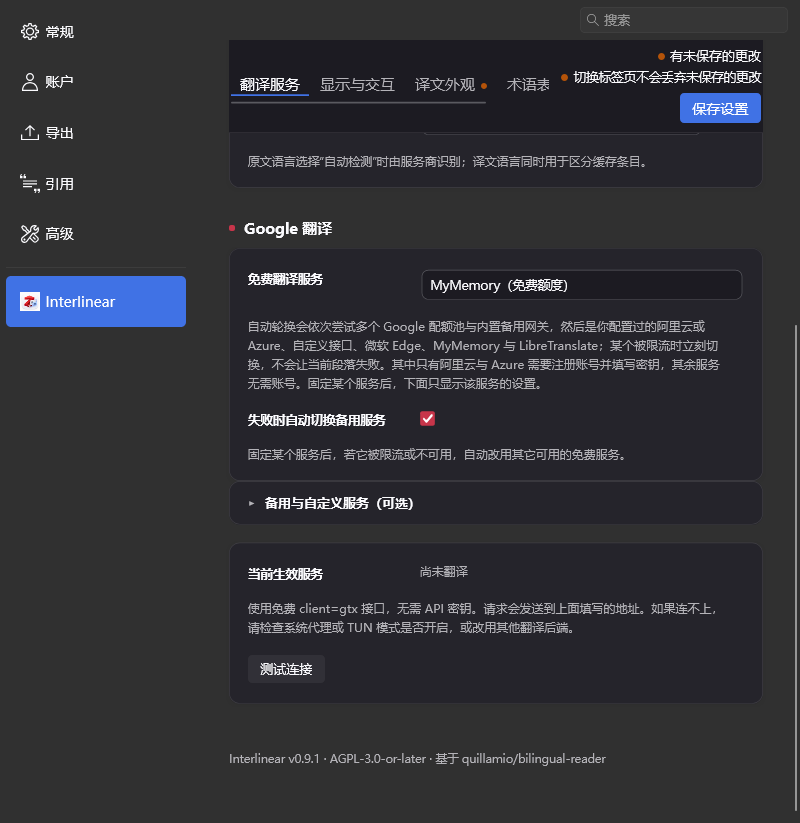 常规
账户
导出
引用
高级
Interlinear
搜索
有未保存的更改
翻译服务 显示与交互 译文外观 术语表
切换标签页不会丢弃未保存的更改
保存设置
原文语言选择“自动检测”时由服务商识别；译文语言同时用于区分缓存条目。
Google 翻译
免费翻译服务
MyMemory（免费额度）
自动轮换会依次尝试多个 Google 配额池与内置备用网关，然后是你配置过的阿里云或
Azure、自定义接口、微软 Edge、MyMemory 与 LibreTranslate；某个被限流时立刻切
换，不会让当前段落失败。其中只有阿里云与 Azure 需要注册账号并填写密钥，其余服务
无需账号。固定某个服务后，下面只显示该服务的设置。
失败时自动切换备用服务
固定某个服务后，若它被限流或不可用，自动改用其它可用的免费服务。
备用与自定义服务（可选）
当前生效服务
尚未翻译
使用免费 client=gtx 接口，无需 API 密钥。请求会发送到上面填写的地址。如果连不上，
请检查系统代理或 TUN 模式是否开启，或改用其他翻译后端。
测试连接
Interlinear v0.9.1 · AGPL-3.0-or-later · 基于 quillamio/bilingual-reader